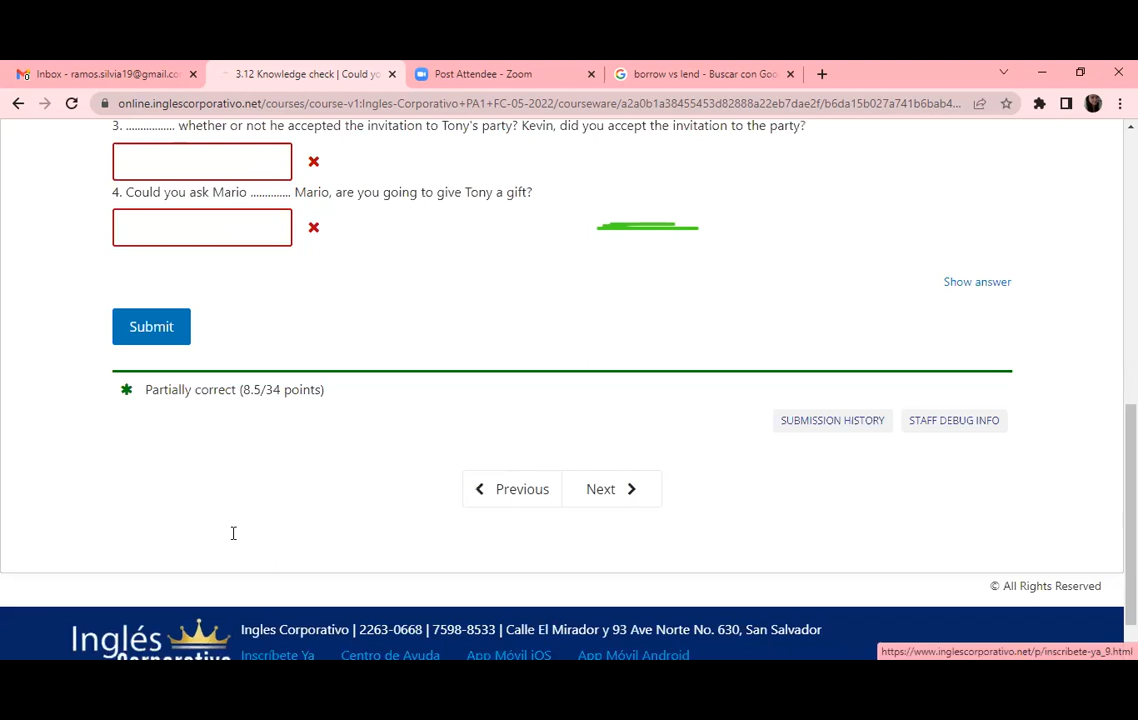 Inbox - ramos.silvia19@gmail.co
3.12 Knowledge check | Could yo
Post Attendee - Zoom
borrow vs lend - Buscar con Goo
online.inglescorporativo.net/courses/course-v1:Ingles-Corporativo+PA1+FC-05-2022/courseware/a2a0b1a38455453d82888a22eb7dae2f/b6da15b027a741b6bab4...
3. ................ whether or not he accepted the invitation to Tony's party? Kevin, did you accept the invitation to the party?
4. Could you ask Mario ............. Mario, are you going to give Tony a gift?
Show answer
Submit
Partially correct (8.5/34 points)
SUBMISSION HISTORY
STAFF DEBUG INFO
Previous
Next
© All Rights Reserved
Inglés
Corporativo
Ingles Corporativo | 2263-0668 | 7598-8533 | Calle El Mirador y 93 Ave Norte No. 630, San Salvador
Inscríbete Ya
Centro de Ayuda
App Móvil iOS
App Móvil Android
https://www.inglescorporativo.net/p/inscribete-ya_9.html